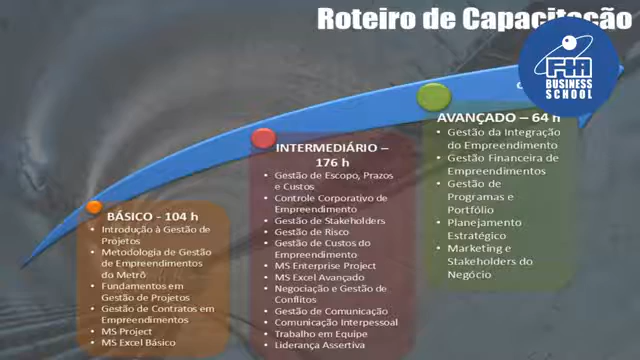 Roteiro de Capacitação
FIA
BUSINESS
SCHOOL
BÁSICO - 104 h
• Introdução à Gestão de
Projetos
• Metodologia de Gestão
de Empreendimentos
do Metrô
• Fundamentos em
Gestão de Projetos
• Gestão de Contratos em
Empreendimentos
• MS Project
• MS Excel Básico
INTERMEDIÁRIO –
176 h
• Gestão de Escopo, Prazos
e Custos
• Controle Corporativo de
Empreendimento
• Gestão de Stakeholders
• Gestão de Risco
• Gestão de Custos do
Empreendimento
• MS Enterprise Project
• MS Excel Avançado
• Negociação e Gestão de
Conflitos
• Gestão de Comunicação
• Comunicação Interpessoal
• Trabalho em Equipe
• Liderança Assertiva
AVANÇADO – 64 h
• Gestão da Integração
do Empreendimento
• Gestão Financeira de
Empreendimentos
• Gestão de
Programas e
Portfólio
• Planejamento
Estratégico
• Marketing e
Stakeholders do
Negócio